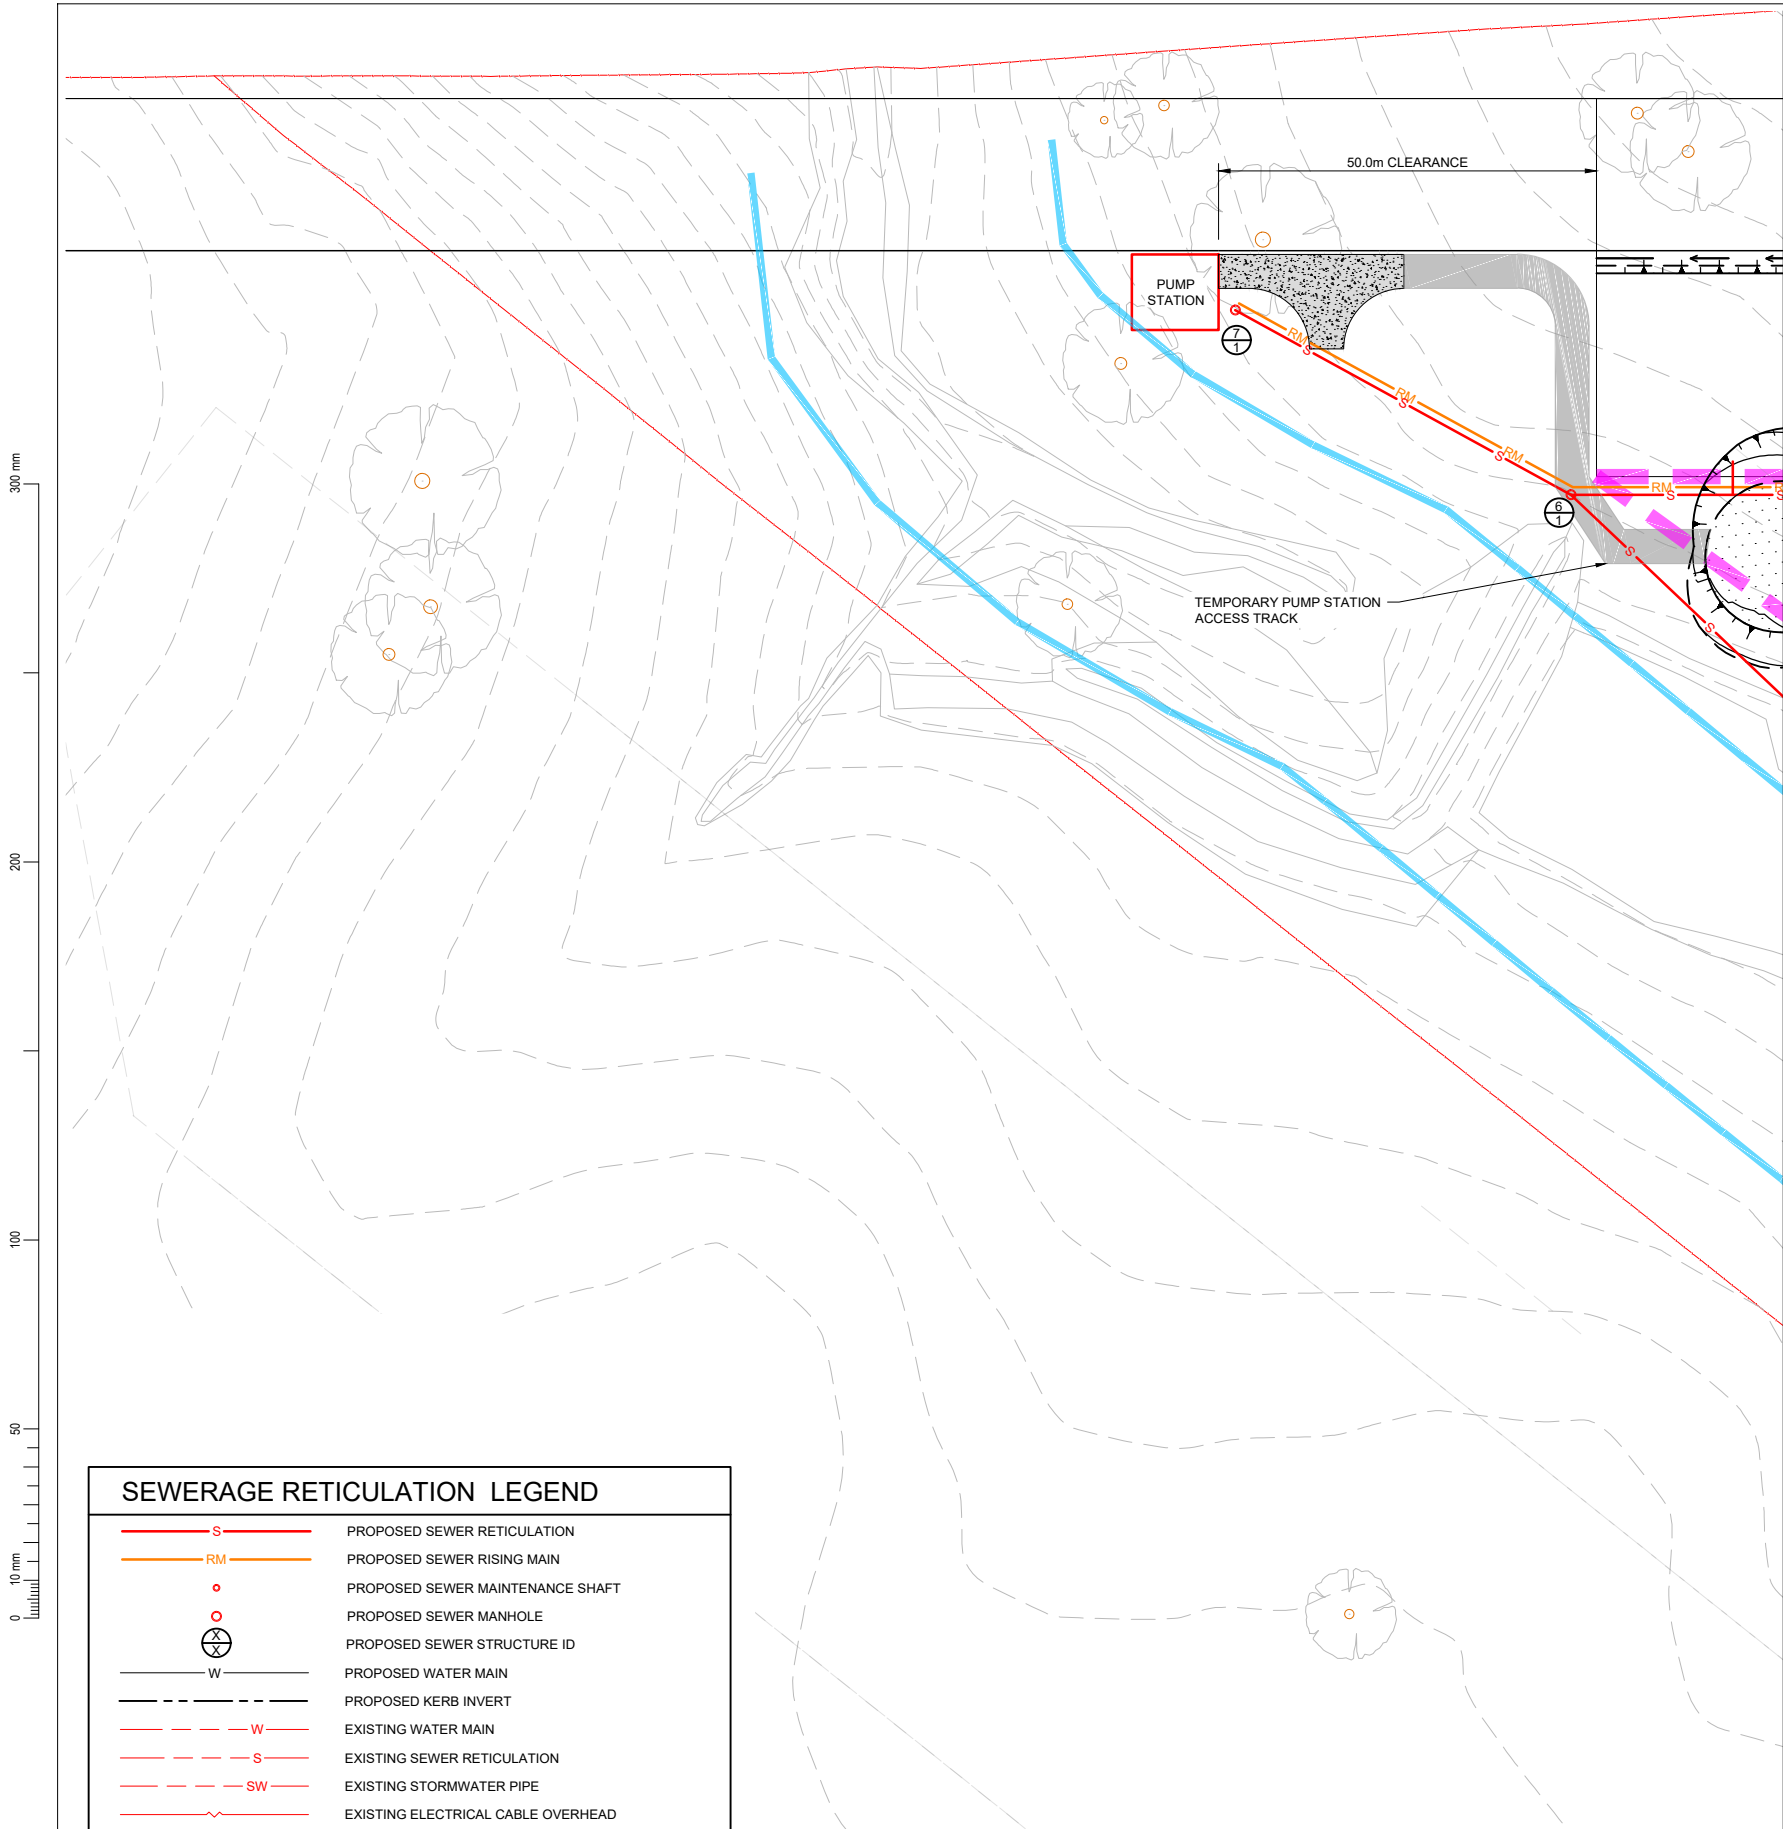 50.0m CLEARANCE
PUMP
STATION
7
1
RM
S
RM
S
RM
S
RM
S
R
S
6
1
S
S
TEMPORARY PUMP STATION
ACCESS TRACK
300 mm
200
100
50
10 mm
0
SEWERAGE RETICULATION LEGEND
S PROPOSED SEWER RETICULATION
RM PROPOSED SEWER RISING MAIN
PROPOSED SEWER MAINTENANCE SHAFT
PROPOSED SEWER MANHOLE
X
X
PROPOSED SEWER STRUCTURE ID
W PROPOSED WATER MAIN
PROPOSED KERB INVERT
W EXISTING WATER MAIN
S EXISTING SEWER RETICULATION
SW EXISTING STORMWATER PIPE
EXISTING ELECTRICAL CABLE OVERHEAD